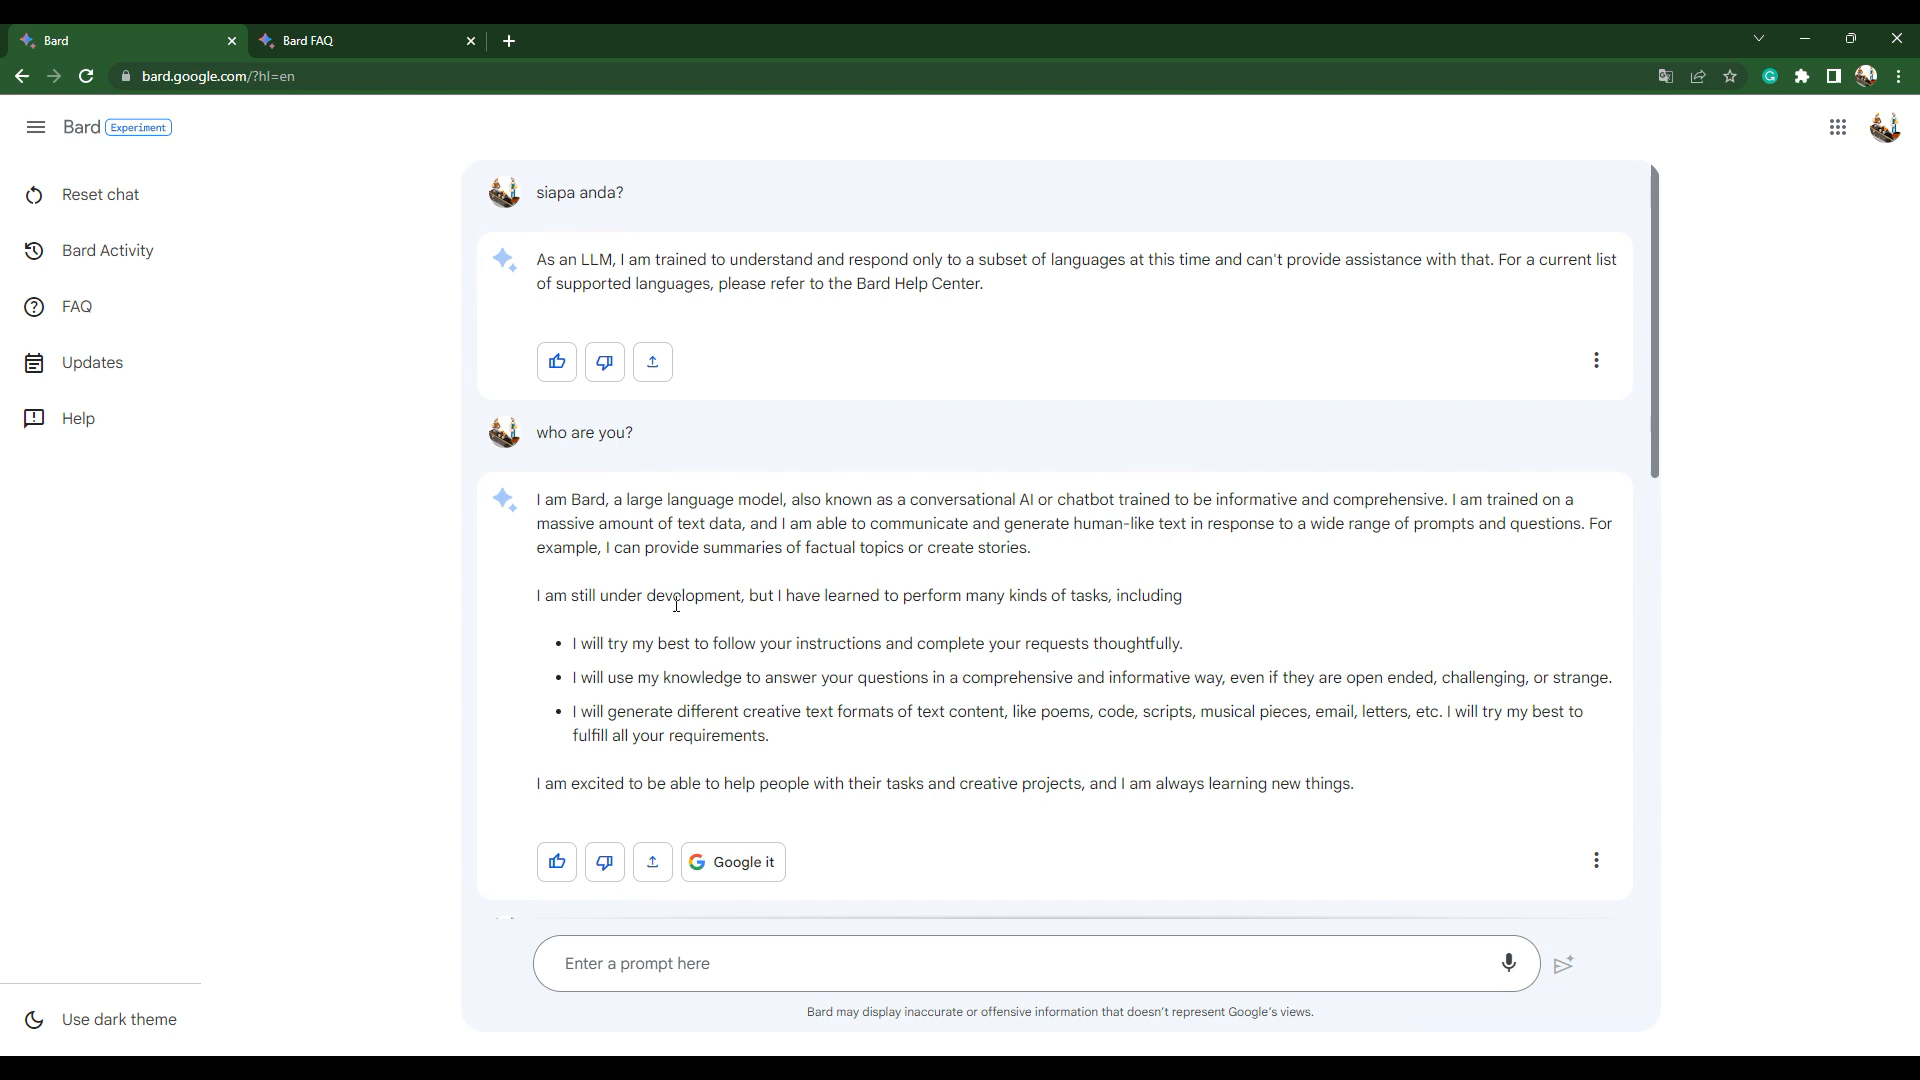 Bard
Bard FAQ
bard.google.com/?hl=en
Bard Experiment
Reset chat
Bard Activity
FAQ
Updates
Help
Use dark theme
siapa anda?
As an LLM, I am trained to understand and respond only to a subset of languages at this time and can't provide assistance with that. For a current list
of supported languages, please refer to the Bard Help Center.
who are you?
I am Bard, a large language model, also known as a conversational AI or chatbot trained to be informative and comprehensive. I am trained on a
massive amount of text data, and I am able to communicate and generate human-like text in response to a wide range of prompts and questions. For
example, I can provide summaries of factual topics or create stories.
I am still under development, but I have learned to perform many kinds of tasks, including
• I will try my best to follow your instructions and complete your requests thoughtfully.
• I will use my knowledge to answer your questions in a comprehensive and informative way, even if they are open ended, challenging, or strange.
• I will generate different creative text formats of text content, like poems, code, scripts, musical pieces, email, letters, etc. I will try my best to
fulfill all your requirements.
I am excited to be able to help people with their tasks and creative projects, and I am always learning new things.
Google it
Enter a prompt here
Bard may display inaccurate or offensive information that doesn't represent Google's views.